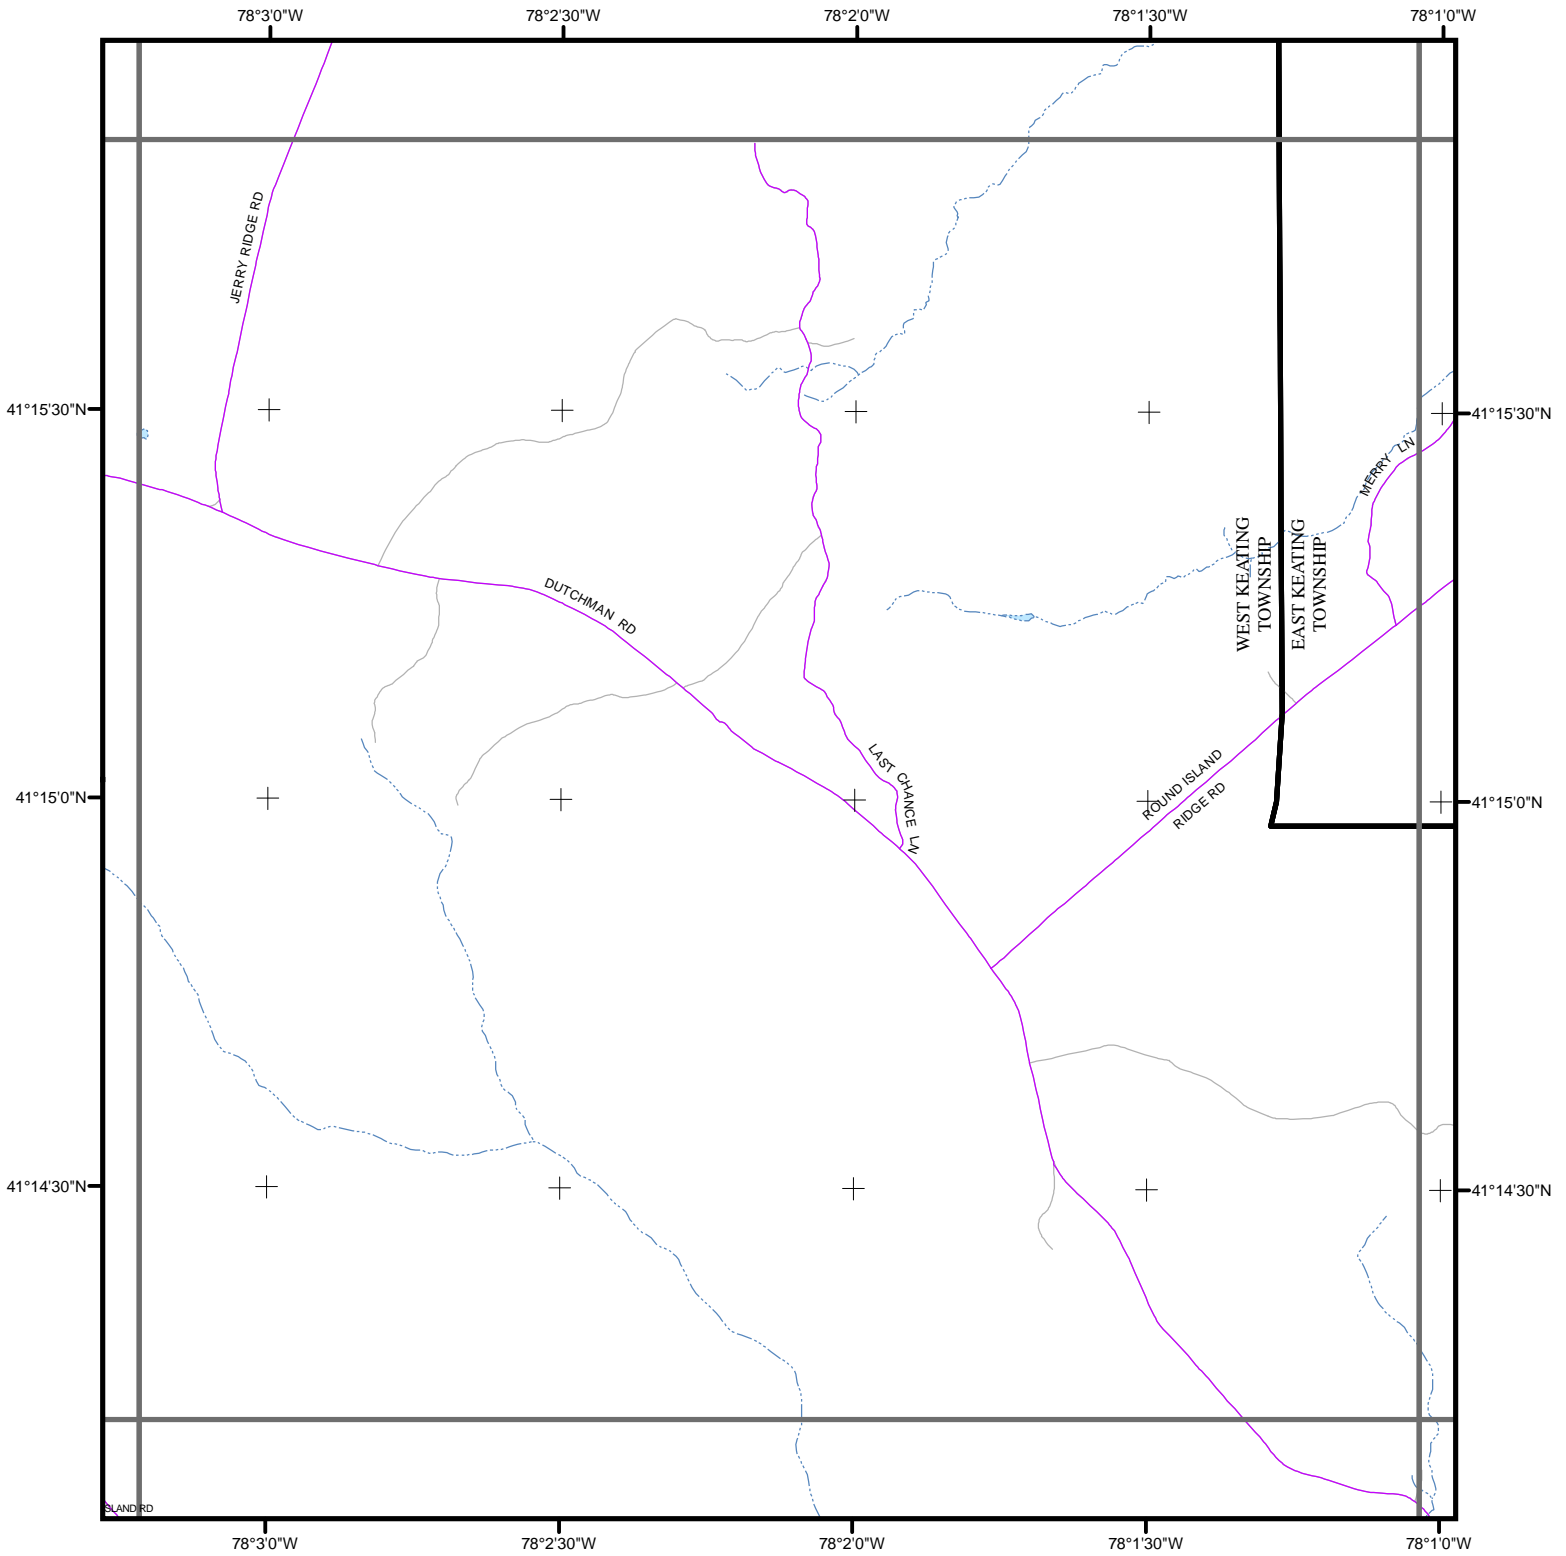 78°3'0"W 78°2'30"W 78°2'0"W 78°1'30"W 78°1'0"W
JERRY RIDGE RD
41°15'30"N 41°15'30"N
MERRY LN
WEST KEATING
TOWNSHIP
EAST KEATING
TOWNSHIP
DUTCHMAN RD
LAST CHANCE LN
ROUND ISLAND
RIDGE RD
41°15'0"N 41°15'0"N
41°14'30"N 41°14'30"N
SLAND RD
78°3'0"W 78°2'30"W 78°2'0"W 78°1'30"W 78°1'0"W